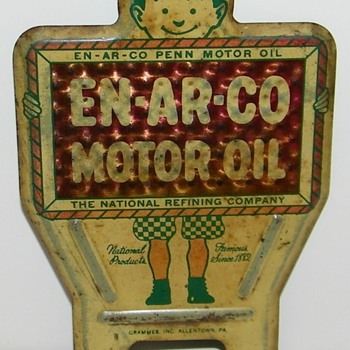 EN-AR-CO PENN MOTOR OIL
EN-AR-CO
MOTOR OIL
THE NATIONAL REFINING COMPANY
National Famous
Products Since 1882
GRAMMES INC. ALLENTOWN, PA.